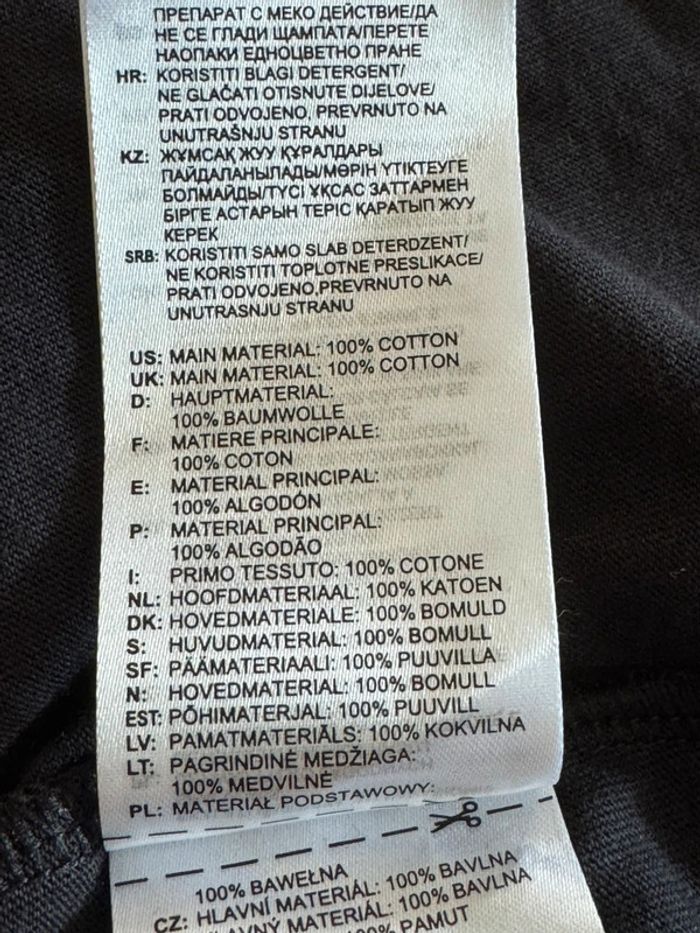 ПРЕПАРАТ С МЕКО ДЕЙСТВИЕ/ДА
НЕ СЕ ГЛАДИ ЩАМПАТА/ПЕРЕТЕ
НАОПАКИ ЕДНОЦВЕТНО ПРАНЕ
HR: KORISTITI BLAGI DETERGENT/
NE GLAČATI OTISNUTE DIJELOVE/
PRATI ODVOJENO, PREVRNUTO NA
UNUTRAŠNJU STRANU
KZ: ЖҰМСАҚ ЖУУ ҚҰРАЛДАРЫ
ПАЙДАЛАНЫЛАДЫ/МӨРІН ҮТІКТЕУГЕ
БОЛМАЙДЫ/ТҮСІ ҰКСАС ЗАТТАРМЕН
БІРГЕ АСТАРЫН ТЕРІС ҚАРАТЫП ЖУУ
КЕРЕК
SRB: KORISTITI SAMO SLAB DETERDZENT/
NE KORISTITI TOPLOTNE PRESLIKACE/
PRATI ODVOJENO,PREVRNUTO NA
UNUTRASNJU STRANU
US: MAIN MATERIAL: 100% COTTON
UK: MAIN MATERIAL: 100% COTTON
D: HAUPTMATERIAL:
100% BAUMWOLLE
F: MATIERE PRINCIPALE:
100% COTON
E: MATERIAL PRINCIPAL:
100% ALGODÓN
P: MATERIAL PRINCIPAL:
100% ALGODÃO
I: PRIMO TESSUTO: 100% COTONE
NL: HOOFDMATERIAAL: 100% KATOEN
DK: HOVEDMATERIALE: 100% BOMULD
S: HUVUDMATERIAL: 100% BOMULL
SF: PÄÄMATERIAALI: 100% PUUVILLA
N: HOVEDMATERIAL: 100% BOMULL
EST: PÕHIMATERJAL: 100% PUUVILL
LV: PAMATMATERIĀLS: 100% KOKVILNA
LT: PAGRINDINĖ MEDŽIAGA:
100% MEDVILNĖ
PL: MATERIAŁ PODSTAWOWY:
100% BAWEŁNA
CZ: HLAVNÍ MATERIÁL: 100% BAVLNA
MATERIÁL: 100% BAVLNA
PAMUT